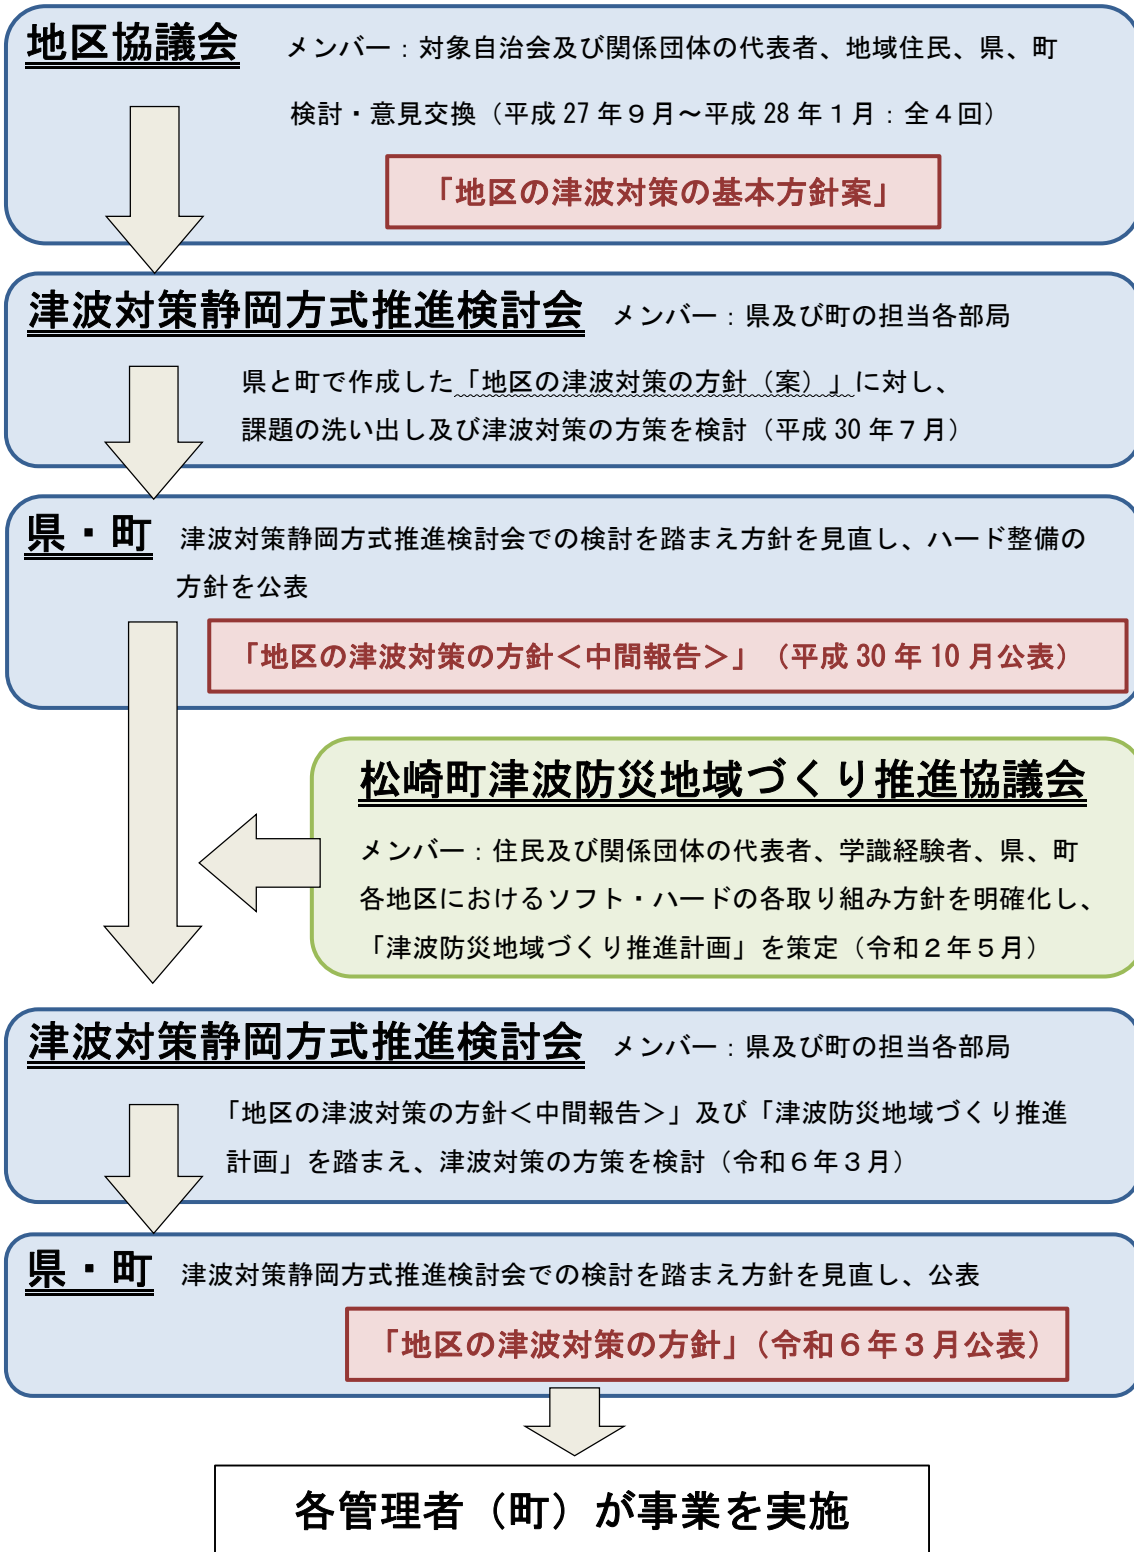 地区協議会 メンバー：対象自治会及び関係団体の代表者、地域住民、県、町
検討・意見交換（平成27年９月～平成28年１月：全４回）
「地区の津波対策の基本方針案」
津波対策静岡方式推進検討会 メンバー：県及び町の担当各部局
県と町で作成した「地区の津波対策の方針（案）」に対し、
課題の洗い出し及び津波対策の方策を検討（平成30年７月）
県・町 津波対策静岡方式推進検討会での検討を踏まえ方針を見直し、ハード整備の
方針を公表
「地区の津波対策の方針＜中間報告＞」（平成30年10月公表）
松崎町津波防災地域づくり推進協議会
メンバー：住民及び関係団体の代表者、学識経験者、県、町
各地区におけるソフト・ハードの各取り組み方針を明確化し、
「津波防災地域づくり推進計画」を策定（令和２年５月）
津波対策静岡方式推進検討会 メンバー：県及び町の担当各部局
「地区の津波対策の方針＜中間報告＞」及び「津波防災地域づくり推進
計画」を踏まえ、津波対策の方策を検討（令和６年３月）
県・町 津波対策静岡方式推進検討会での検討を踏まえ方針を見直し、公表
「地区の津波対策の方針」（令和６年３月公表）
各管理者（町）が事業を実施